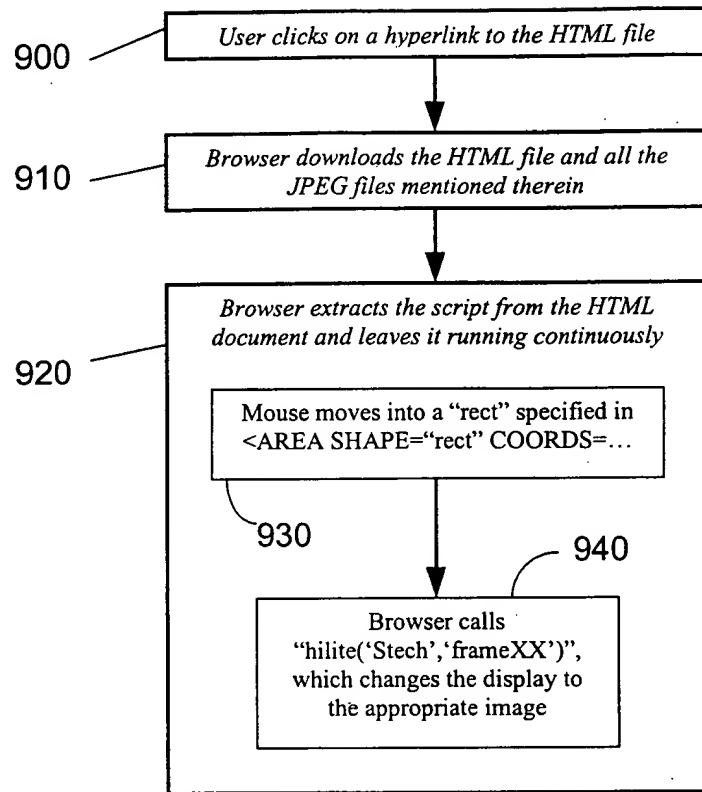 900
User clicks on a hyperlink to the HTML file
910
Browser downloads the HTML file and all the
JPEG files mentioned therein
920
Browser extracts the script from the HTML
document and leaves it running continuously
Mouse moves into a “rect” specified in
<AREA SHAPE=“rect” COORDS=…
930
940
Browser calls
“hilite(‘Stech’,‘frameXX’)”,
which changes the display to
the appropriate image